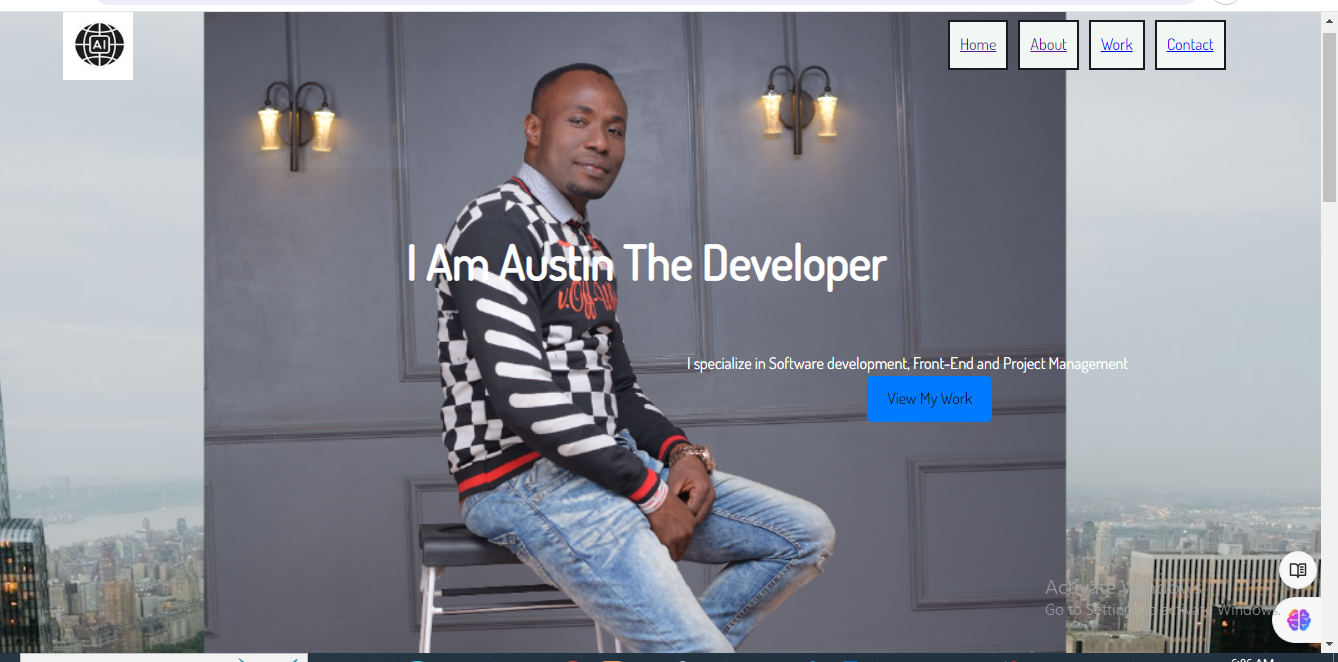 AI
Home
About
Work
Contact
I Am Austin The Developer
I specialize in Software development, Front-End and Project Management
View My Work
Activate Windows
Go to Settings to activate Windows.